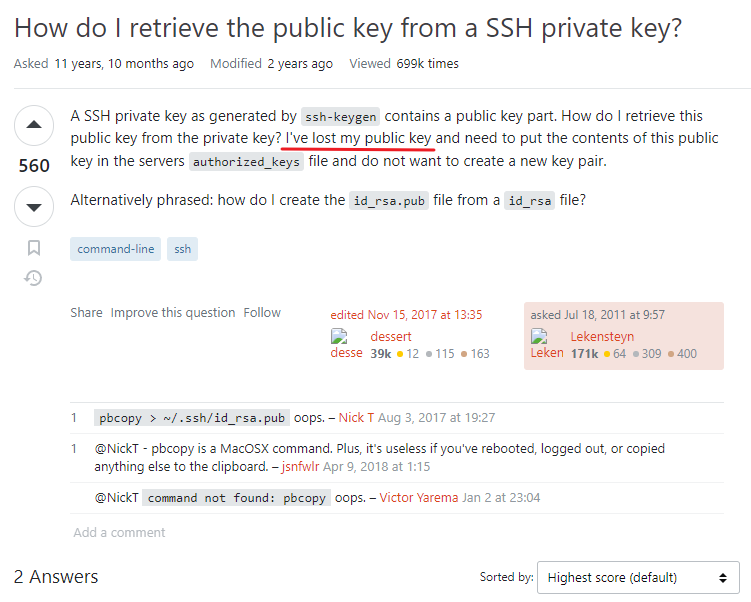 How do I retrieve the public key from a SSH private key?
Asked 11 years, 10 months ago Modified 2 years ago Viewed 699k times
A SSH private key as generated by ssh-keygen contains a public key part. How do I retrieve this
public key from the private key? I've lost my public key and need to put the contents of this public
560
key in the servers authorized_keys file and do not want to create a new key pair.
Alternatively phrased: how do I create the id_rsa.pub file from a id_rsa file?
command-line ssh
Share Improve this question Follow
edited Nov 15, 2017 at 13:35
dessert
desse 39k 12 115 163
asked Jul 18, 2011 at 9:57
Lekensteyn
Leken 171k 64 309 400
1 pbcopy > ~/.ssh/id_rsa.pub oops. – Nick T Aug 3, 2017 at 19:27
1 @NickT - pbcopy is a MacOSX command. Plus, it's useless if you've rebooted, logged out, or copied
anything else to the clipboard. – jsnfwlr Apr 9, 2018 at 1:15
@NickT command not found: pbcopy oops. – Victor Yarema Jan 2 at 23:04
Add a comment
2 Answers
Sorted by: Highest score (default)